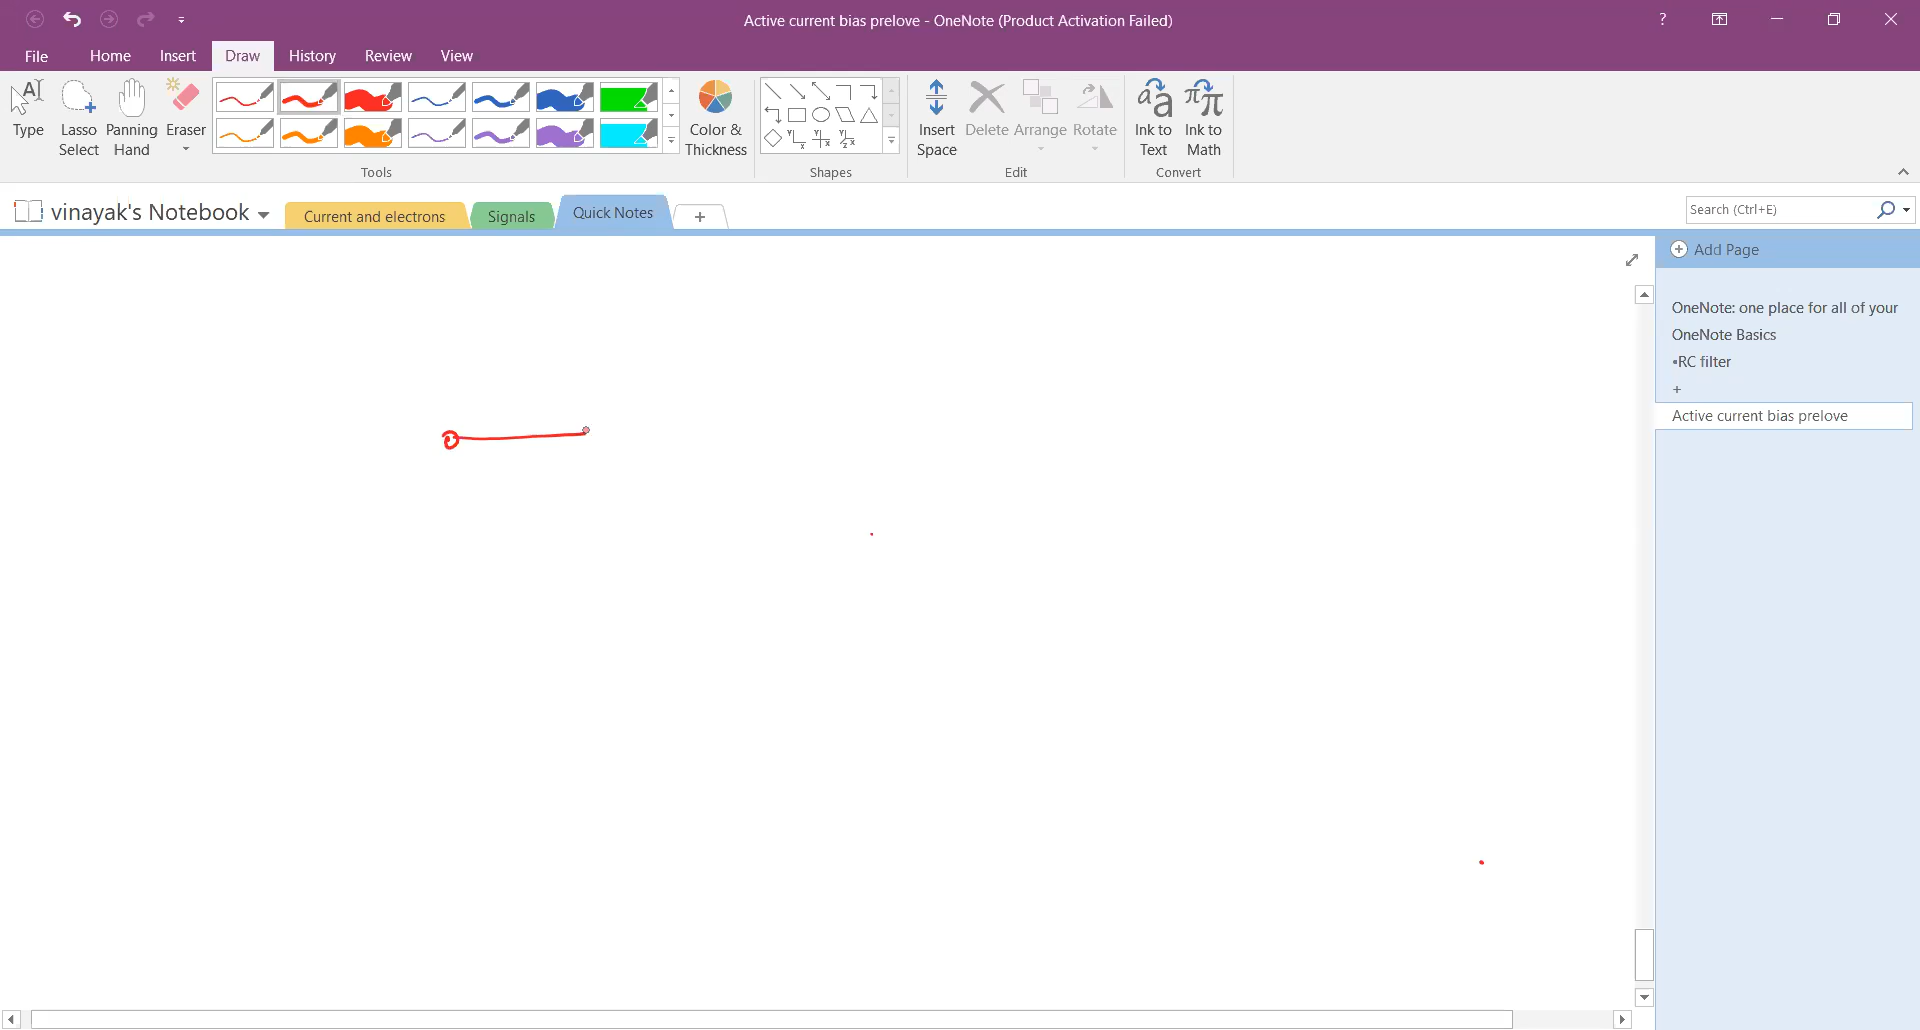 Active current bias prelove - OneNote (Product Activation Failed)
?
File Home Insert Draw History Review View
Type
Lasso Select
Panning Hand
Eraser
Color & Thickness
Insert Space
Delete Arrange Rotate
Ink to Text
Ink to Math
Tools Shapes Edit Convert
vinayak's Notebook Current and electrons Signals Quick Notes +
Search (Ctrl+E)
Add Page
OneNote: one place for all of your
OneNote Basics
•RC filter
+
Active current bias prelove